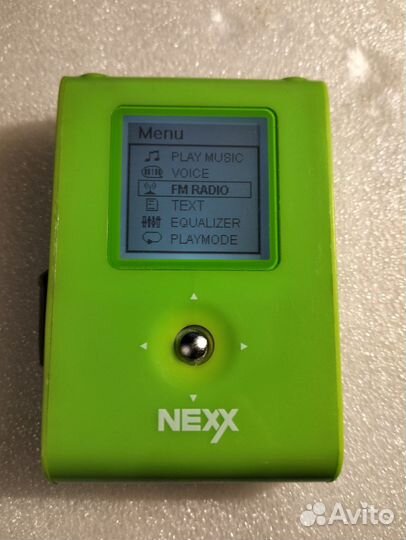 Menu
PLAY MUSIC
VOICE
FM RADIO
TEXT
EQUALIZER
PLAYMODE
NEXX
Avito